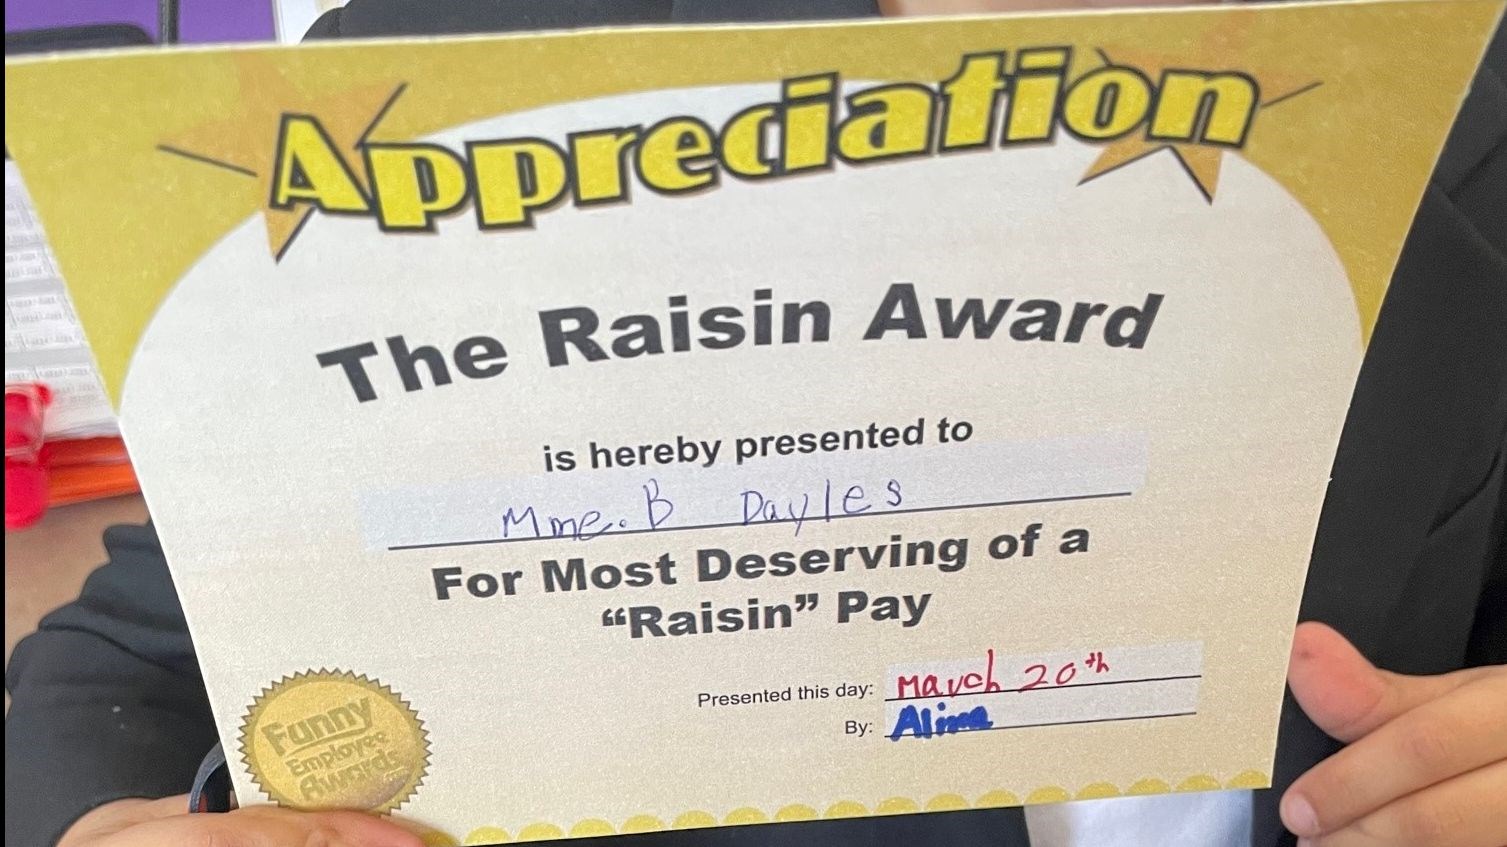 Appreciation
The Raisin Award
is hereby presented to
Mme. B Dayles
For Most Deserving of a
“Raisin” Pay
Presented this day: March 20th
By: Alima
Funny
Employee
Awards